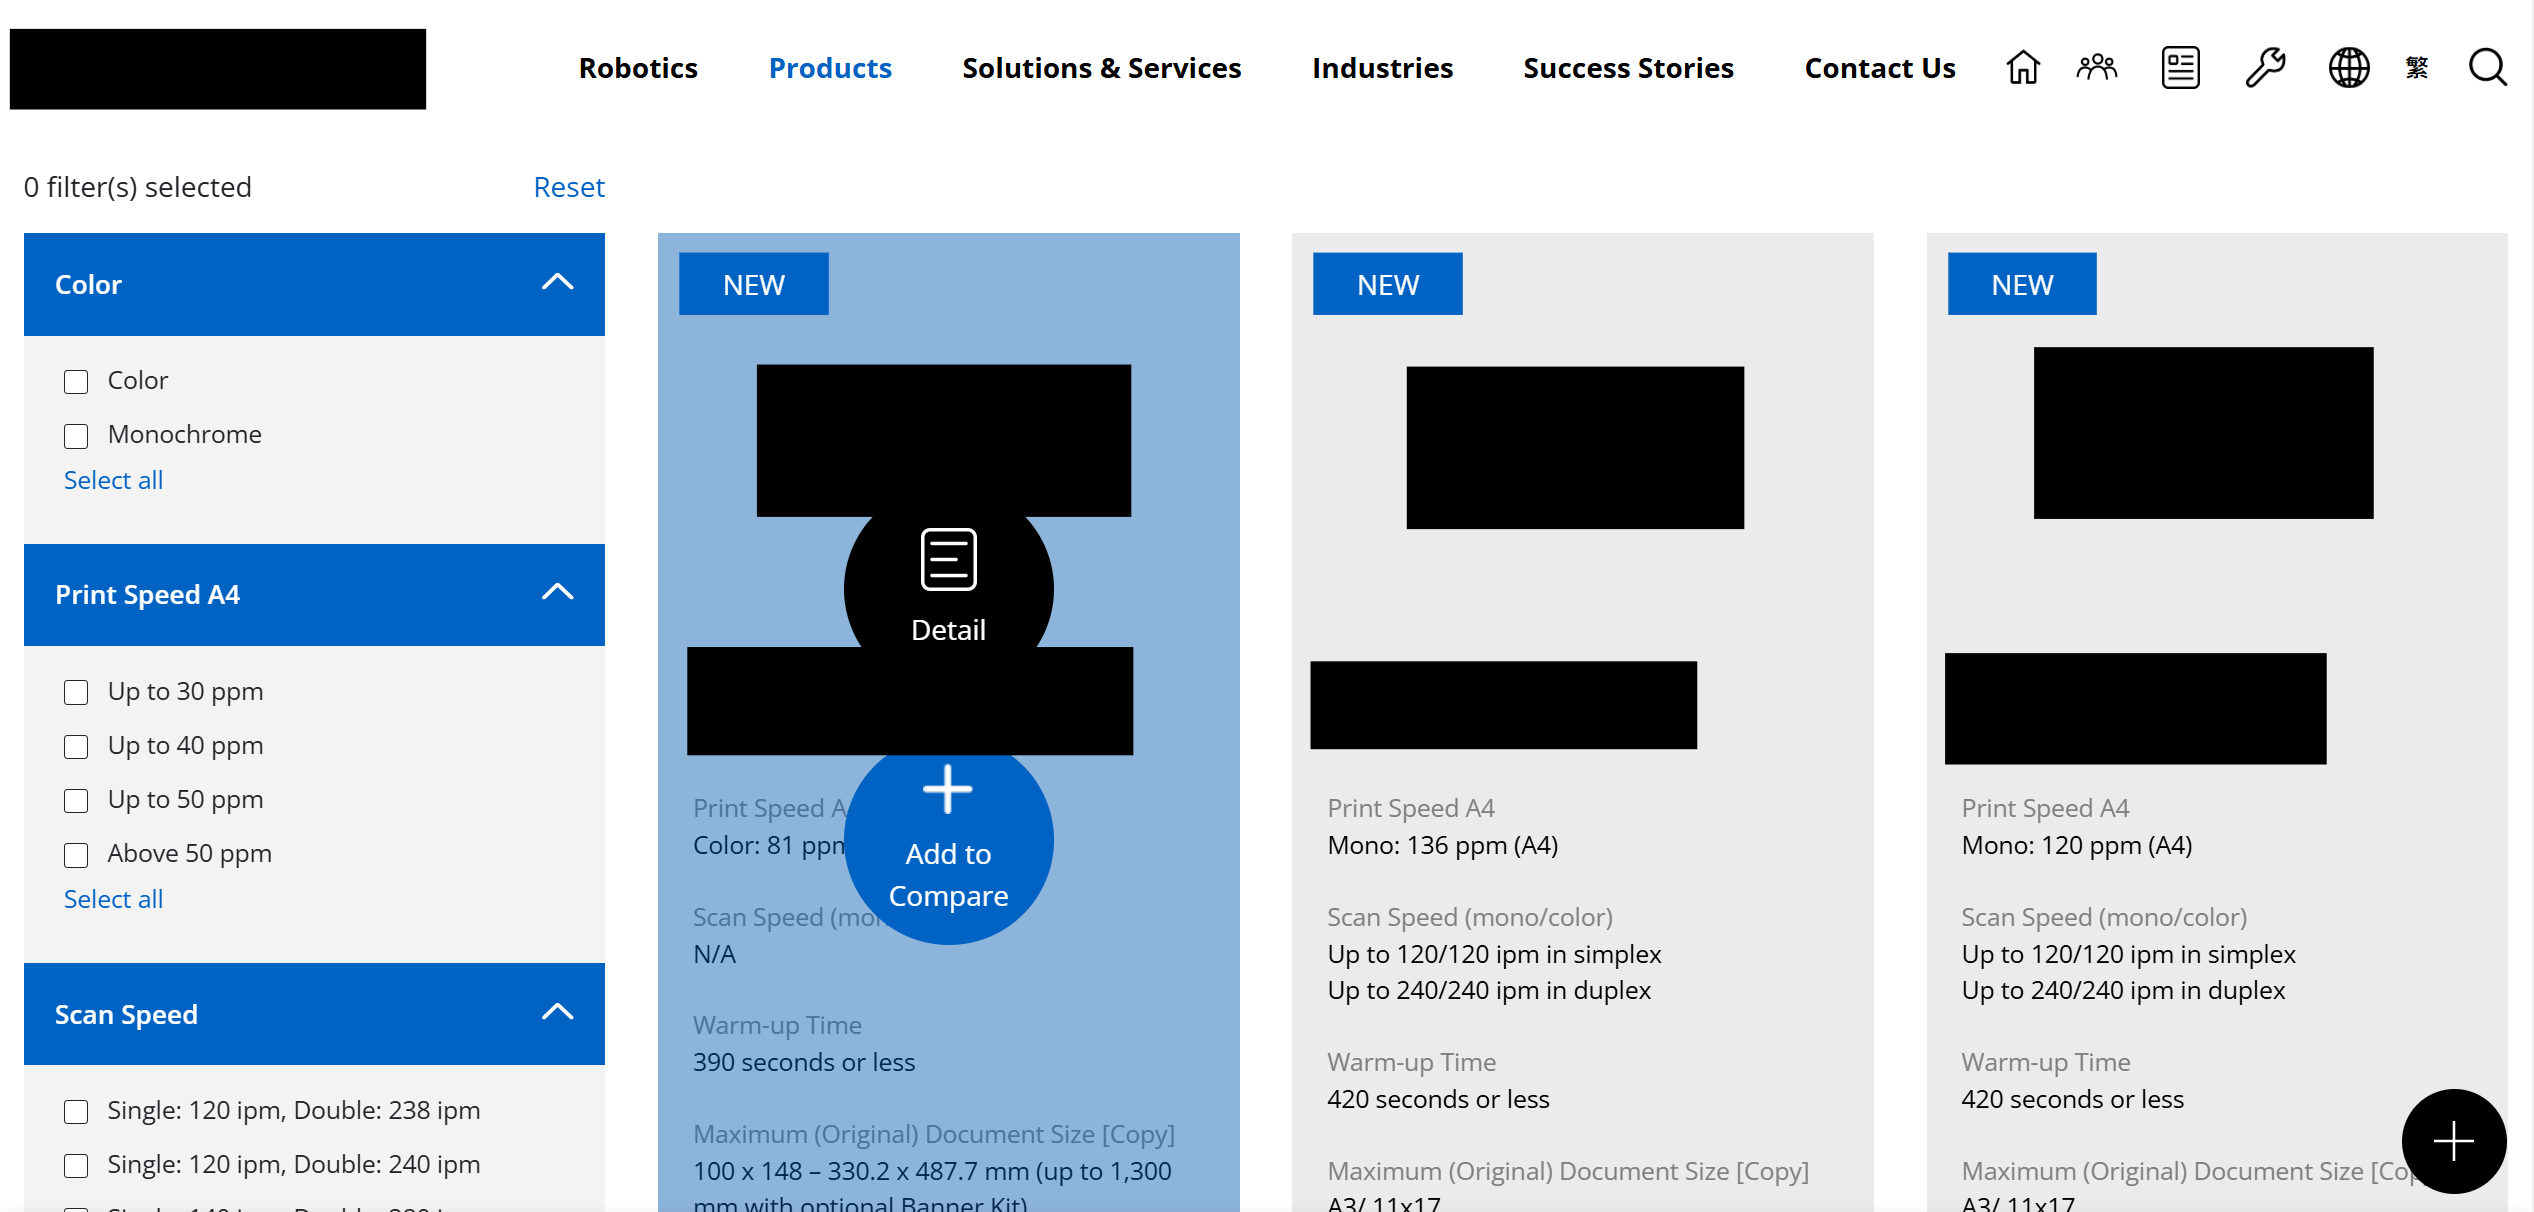 Robotics Products Solutions & Services Industries Success Stories Contact Us 繁
0 filter(s) selected Reset
Color
Color
Monochrome
Select all
Print Speed A4
Up to 30 ppm
Up to 40 ppm
Up to 50 ppm
Above 50 ppm
Select all
Scan Speed
Single: 120 ipm, Double: 238 ipm
Single: 120 ipm, Double: 240 ipm
NEW
Detail
Add to
Compare
Print Speed
Color: 81
Scan Speed
N/A
Warm-up Time
390 seconds or less
Maximum (Original) Document Size [Copy]
100 x 148 – 330.2 x 487.7 mm (up to 1,300
mm with optional Banner Kit)
NEW
Print Speed A4
Mono: 136 ppm (A4)
Scan Speed (mono/color)
Up to 120/120 ipm in simplex
Up to 240/240 ipm in duplex
Warm-up Time
420 seconds or less
Maximum (Original) Document Size [Copy]
A3/ 11x17
NEW
Print Speed A4
Mono: 120 ppm (A4)
Scan Speed (mono/color)
Up to 120/120 ipm in simplex
Up to 240/240 ipm in duplex
Warm-up Time
420 seconds or less
Maximum (Original) Document Size
A3/ 11x17